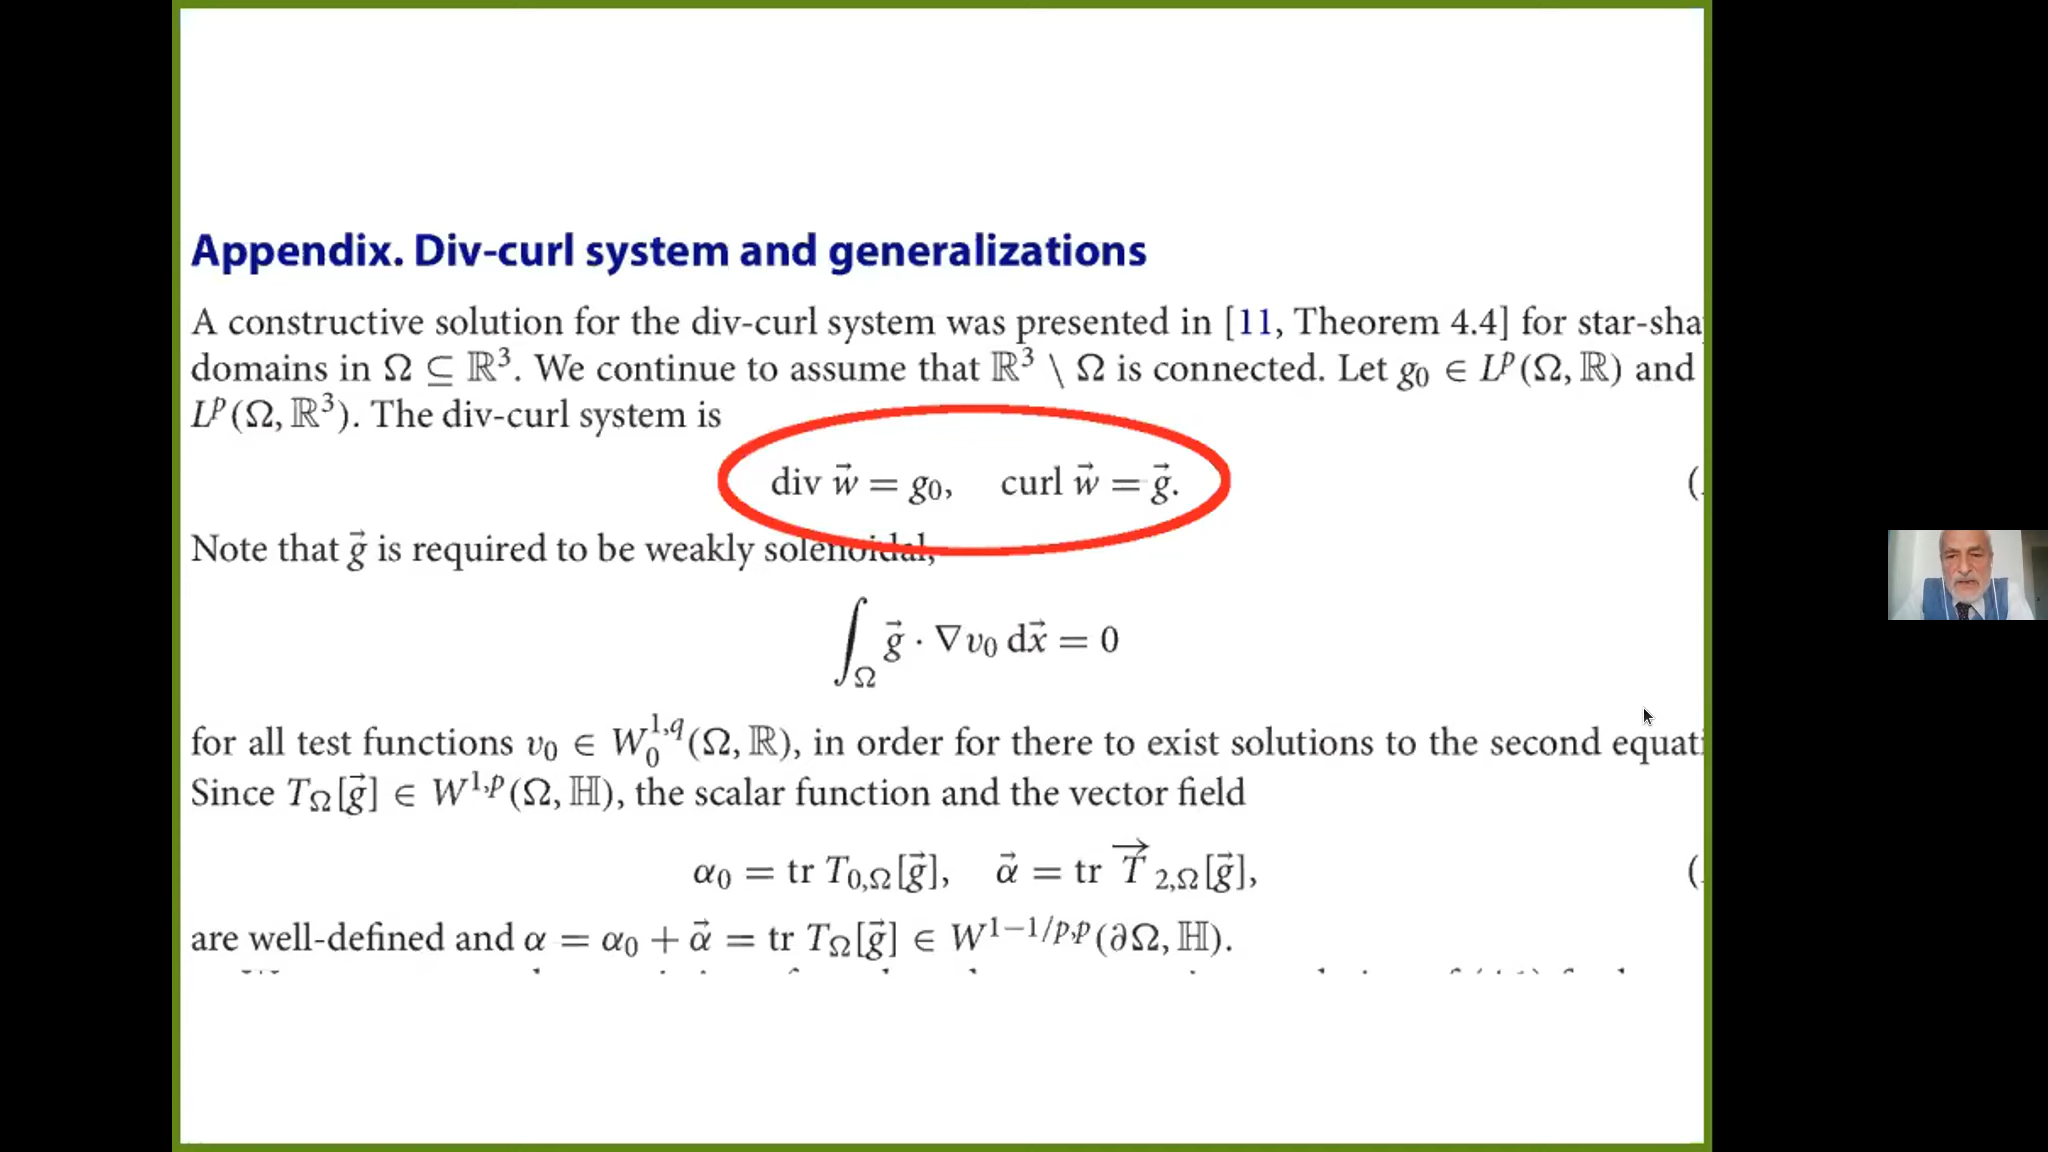 Appendix. Div-curl system and generalizations
A constructive solution for the div-curl system was presented in [11, Theorem 4.4] for star-sha
domains in Ω ⊆ ℝ³. We continue to assume that ℝ³ \ Ω is connected. Let g₀ ∈ Lᵖ(Ω, ℝ) and
Lᵖ(Ω, ℝ³). The div-curl system is
div w⃗ = g₀, curl w⃗ = g⃗. (
Note that g⃗ is required to be weakly solenoidal,
∫_Ω g⃗ · ∇v₀ dx⃗ = 0
for all test functions v₀ ∈ W₀^{1,q}(Ω, ℝ), in order for there to exist solutions to the second equati
Since T_Ω[g⃗] ∈ W^{1,p}(Ω, ℍ), the scalar function and the vector field
α₀ = tr T_{0,Ω}[g⃗], α⃗ = tr T⃗_{2,Ω}[g⃗], (
are well-defined and α = α₀ + α⃗ = tr T_Ω[g⃗] ∈ W^{1−1/p,p}(∂Ω, ℍ).